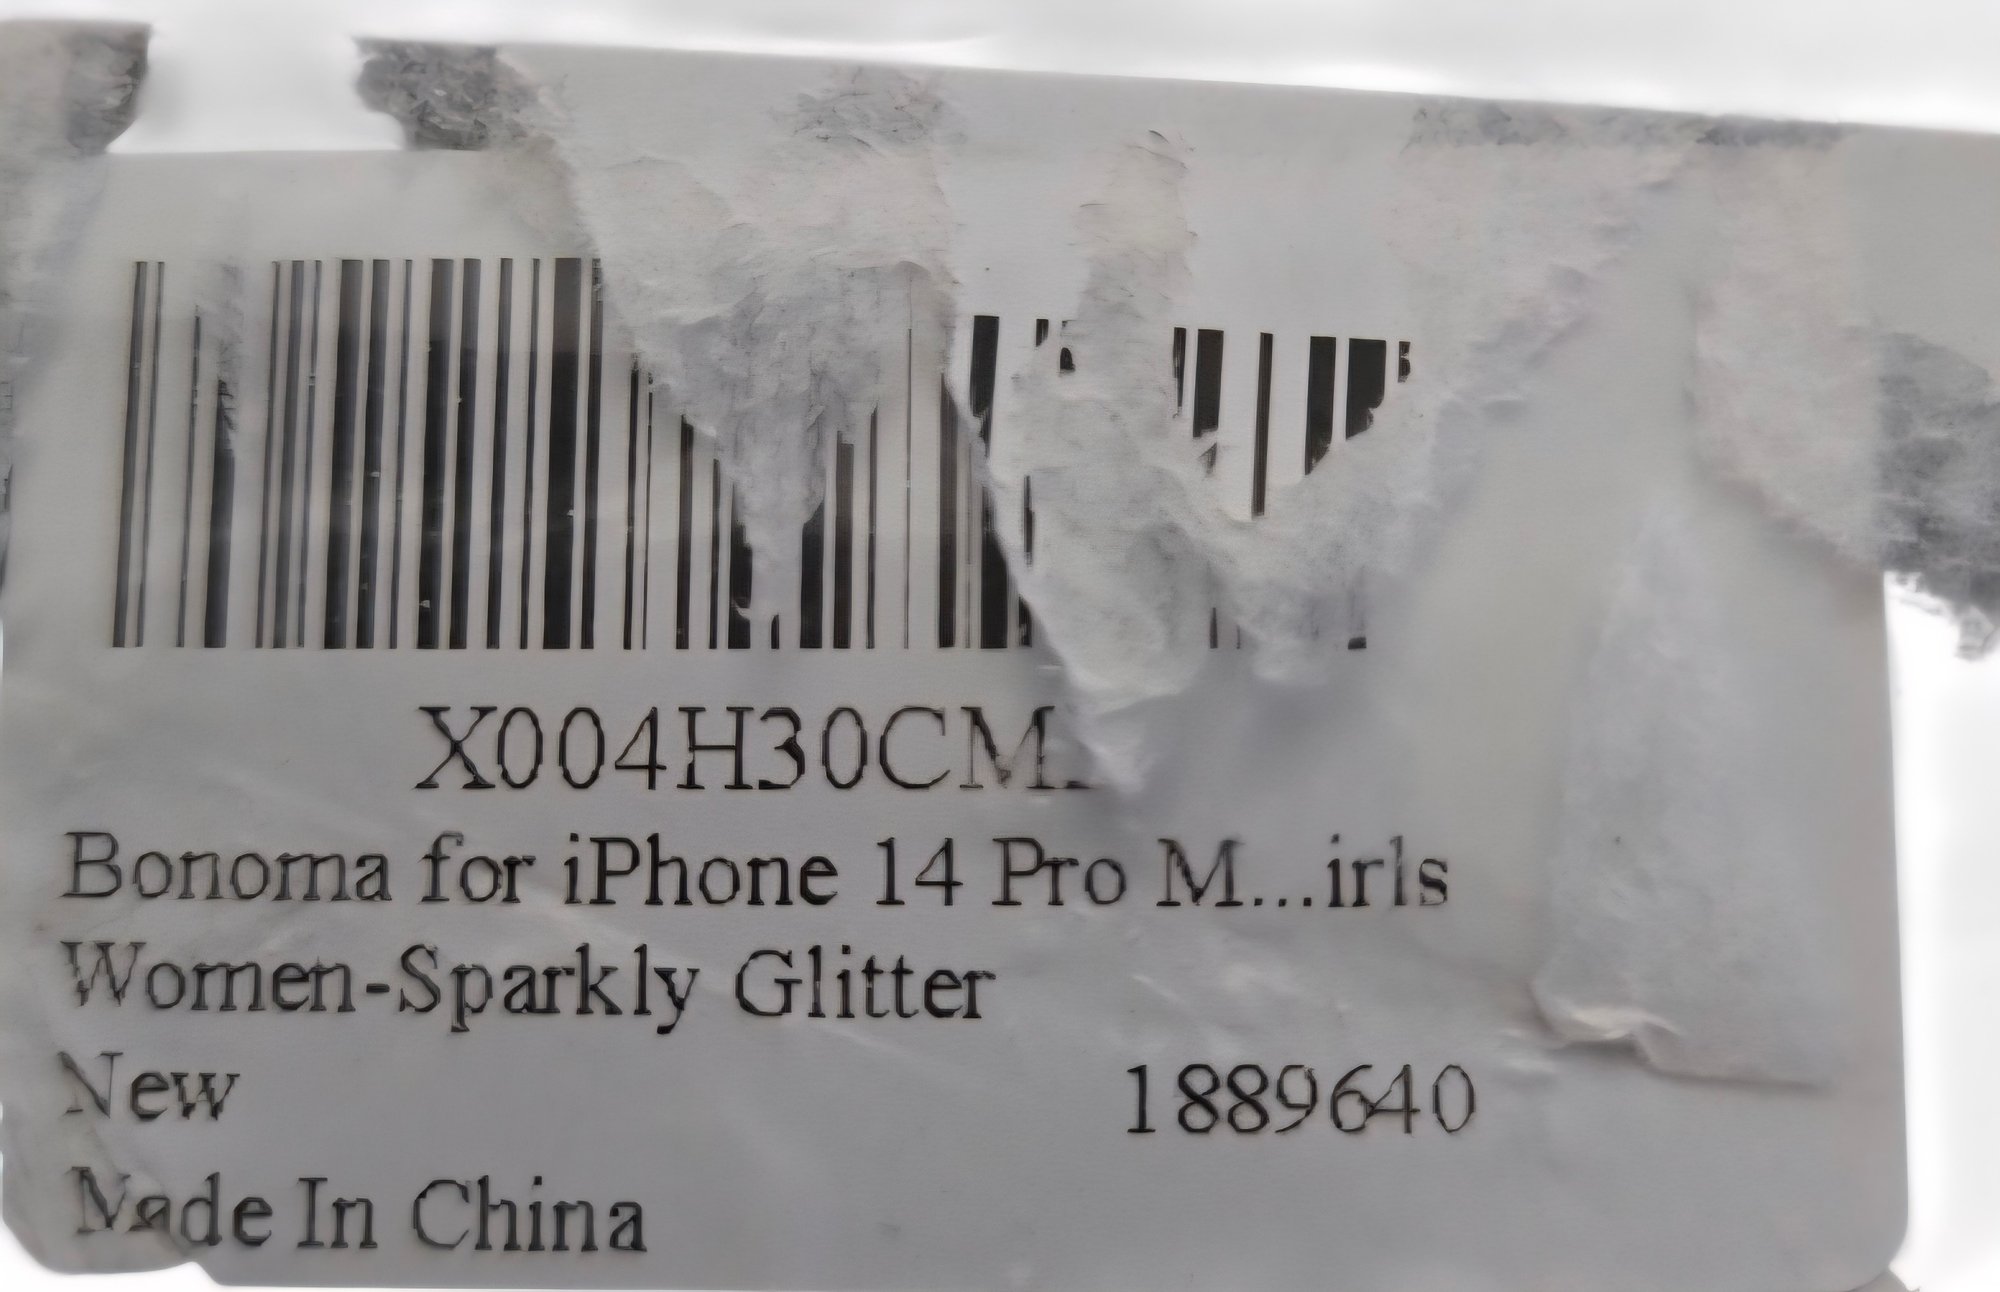 X004H30CM
Bonoma for iPhone 14 Pro M...irls
Women-Sparkly Glitter
New 1889640
Made In China